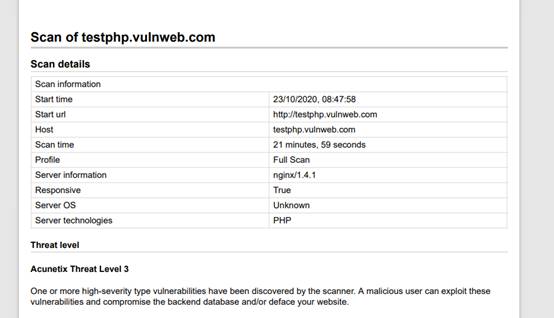 Scan of testphp.vulnweb.com
Scan details
Scan information
Start time 23/10/2020, 08:47:58
Start url http://testphp.vulnweb.com
Host testphp.vulnweb.com
Scan time 21 minutes, 59 seconds
Profile Full Scan
Server information nginx/1.4.1
Responsive True
Server OS Unknown
Server technologies PHP
Threat level
Acunetix Threat Level 3
One or more high-severity type vulnerabilities have been discovered by the scanner. A malicious user can exploit these
vulnerabilities and compromise the backend database and/or deface your website.